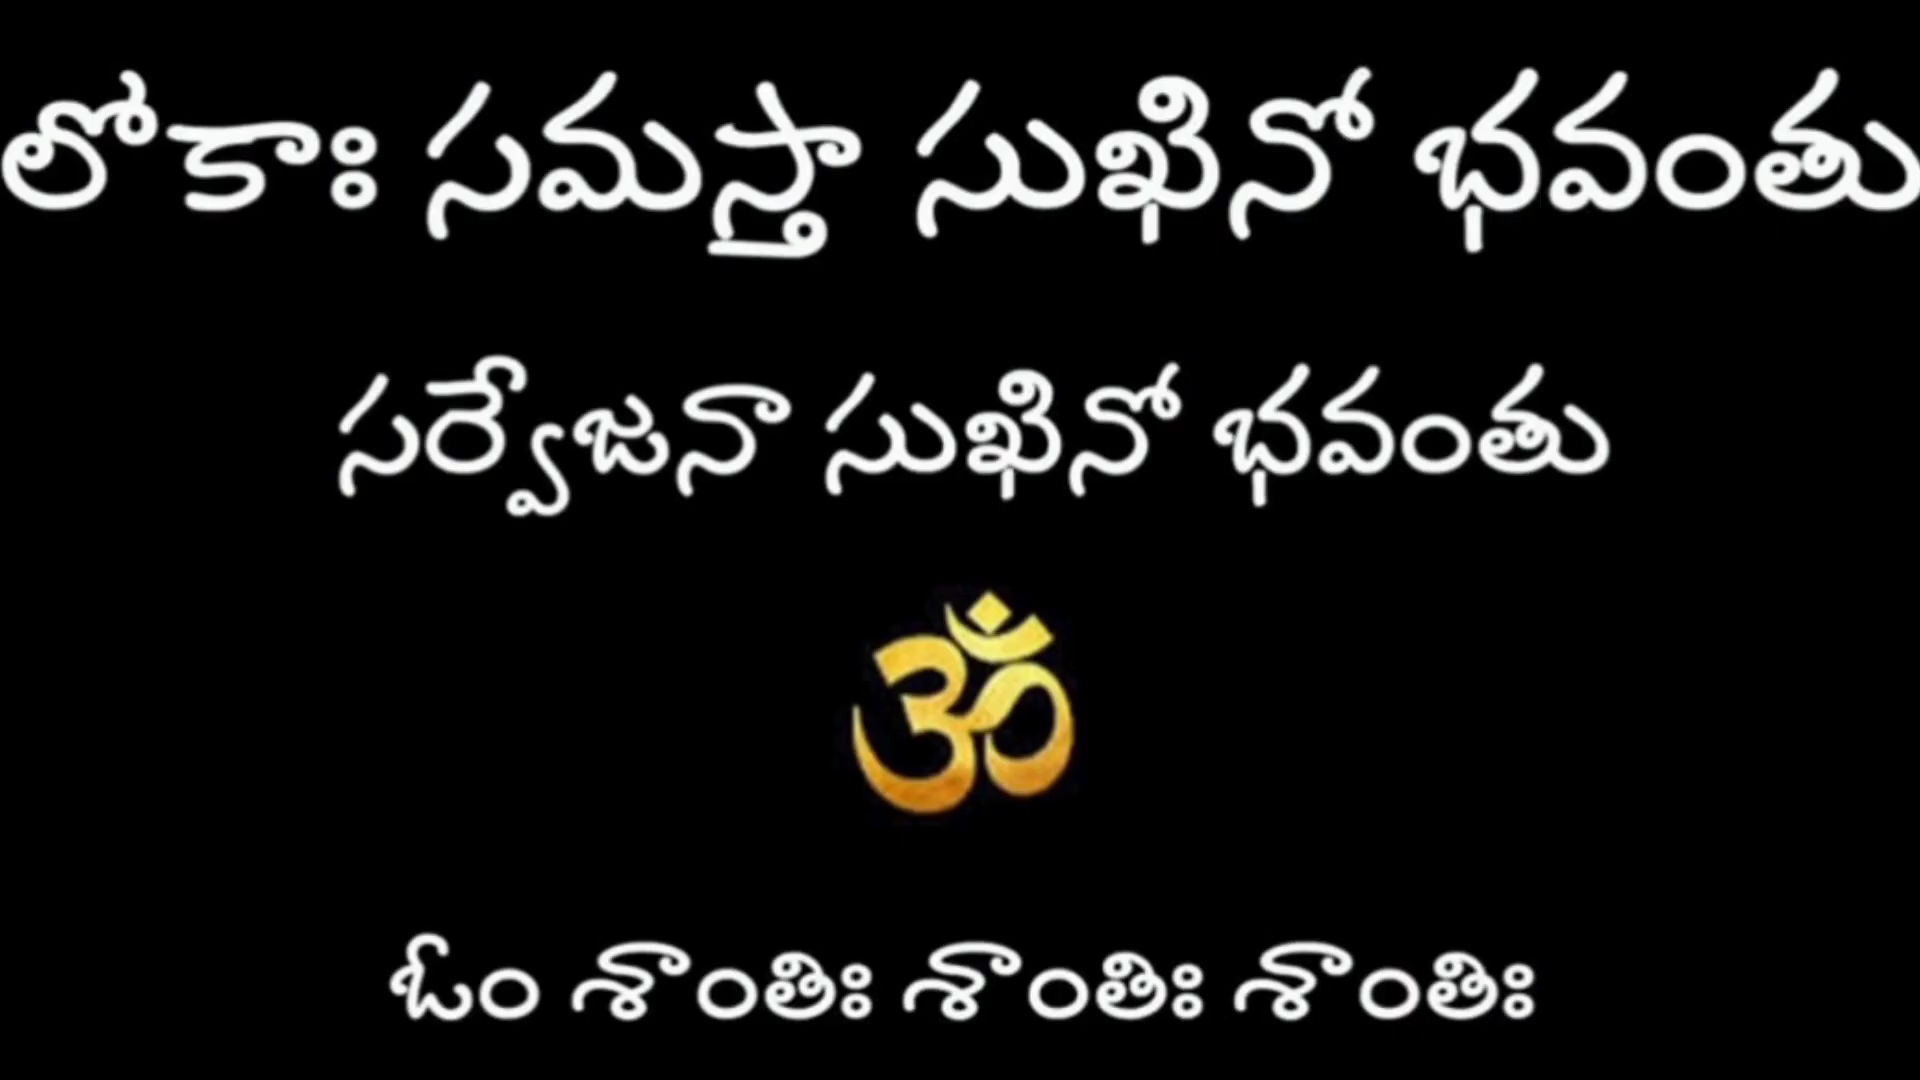 లోకాః సమస్తా సుఖినో భవంతు
సర్వేజనా సుఖినో భవంతు
ॐ
ఓం శాంతిః శాంతిః శాంతిః